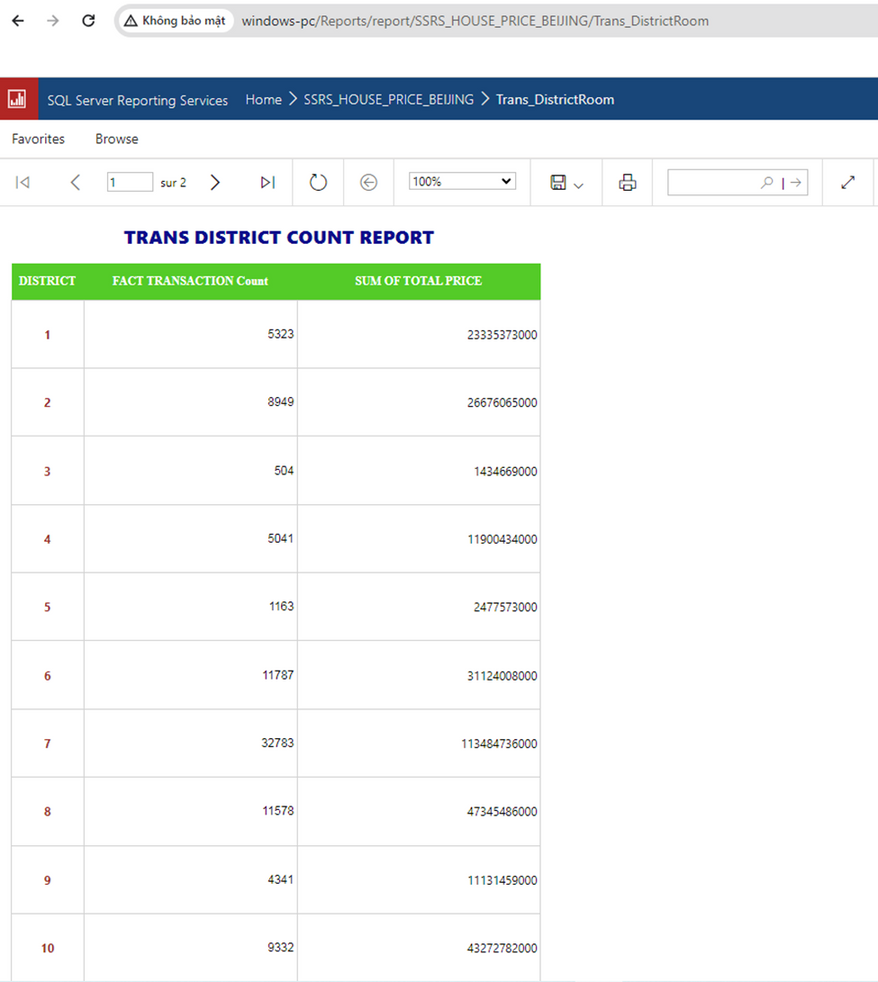 Không bảo mật windows-pc/Reports/report/SSRS_HOUSE_PRICE_BEIJING/Trans_DistrictRoom
SQL Server Reporting Services Home > SSRS_HOUSE_PRICE_BEIJING > Trans_DistrictRoom
Favorites Browse
1 sur 2 100%
TRANS DISTRICT COUNT REPORT
DISTRICT FACT TRANSACTION Count SUM OF TOTAL PRICE
1 5323 23335373000
2 8949 26676065000
3 504 1434669000
4 5041 11900434000
5 1163 2477573000
6 11787 31124008000
7 32783 113484736000
8 11578 47345486000
9 4341 11131459000
10 9332 43272782000